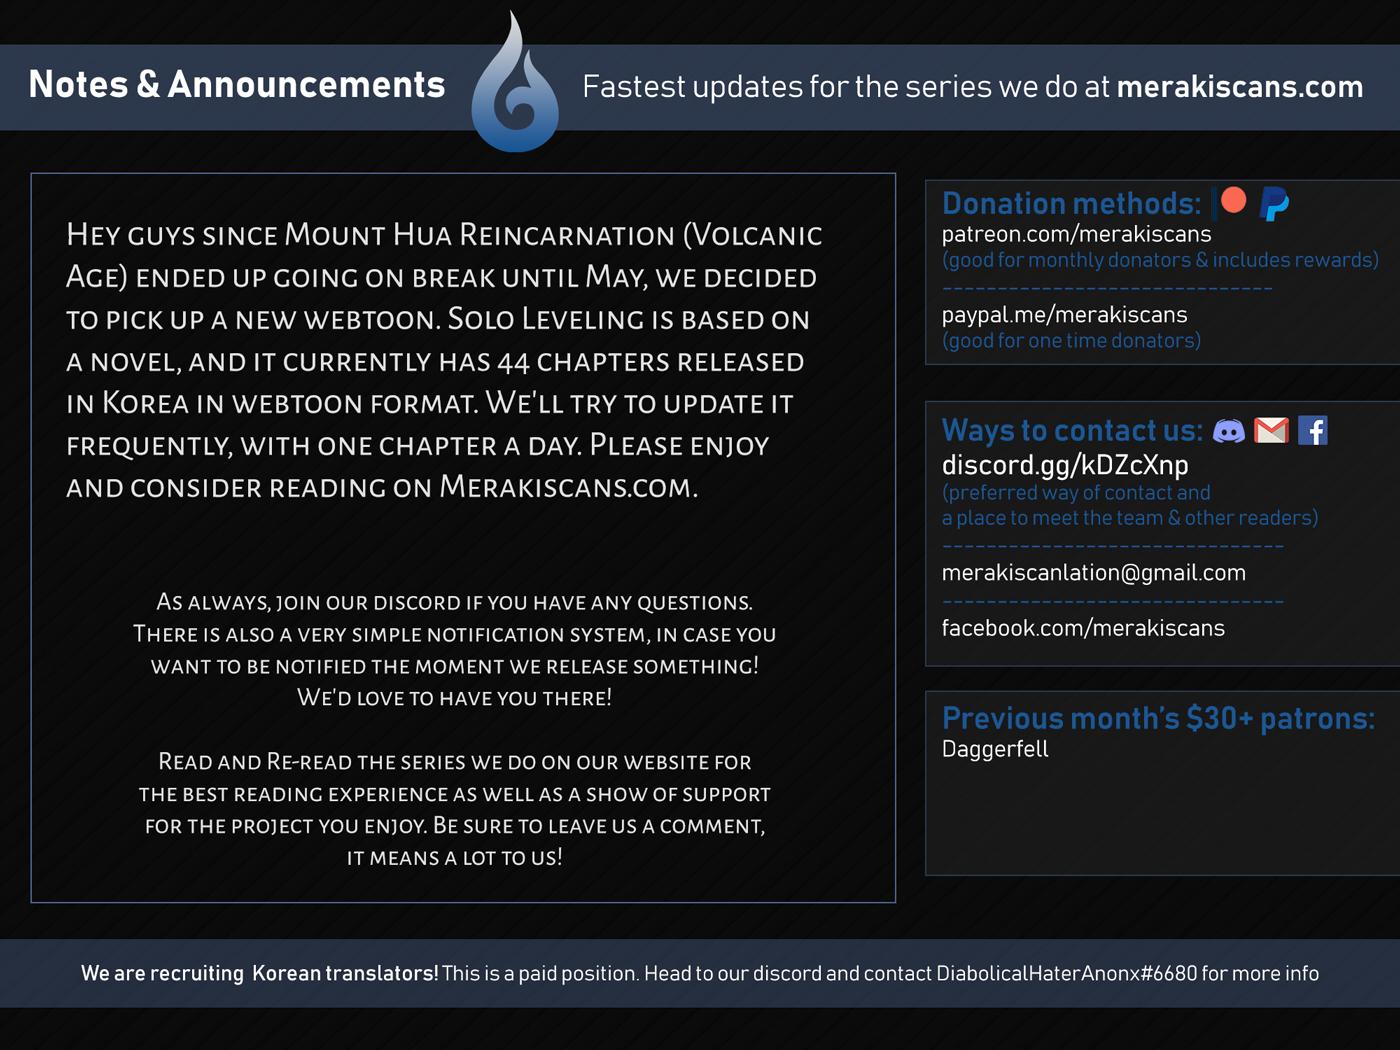 Notes & Announcements
Fastest updates for the series we do at merakiscans.com
Hey guys since Mount Hua Reincarnation (Volcanic
Age) ended up going on break until May, we decided
to pick up a new webtoon. Solo Leveling is based on
a novel, and it currently has 44 chapters released
in Korea in webtoon format. We'll try to update it
frequently, with one chapter a day. Please enjoy
and consider reading on Merakiscans.com.
As always, join our discord if you have any questions.
There is also a very simple notification system, in case you
want to be notified the moment we release something!
We'd love to have you there!
Read and Re-read the series we do on our website for
the best reading experience as well as a show of support
for the project you enjoy. Be sure to leave us a comment,
it means a lot to us!
Donation methods:
patreon.com/merakiscans
(good for monthly donators & includes rewards)
------------------------------
paypal.me/merakiscans
(good for one time donators)
Ways to contact us:
discord.gg/kDZcXnp
(preferred way of contact and
a place to meet the team & other readers)
-------------------------------
merakiscanlation@gmail.com
-------------------------------
facebook.com/merakiscans
Previous month's $30+ patrons:
Daggerfell
We are recruiting Korean translators! This is a paid position. Head to our discord and contact DiabolicalHaterAnonx#6680 for more info